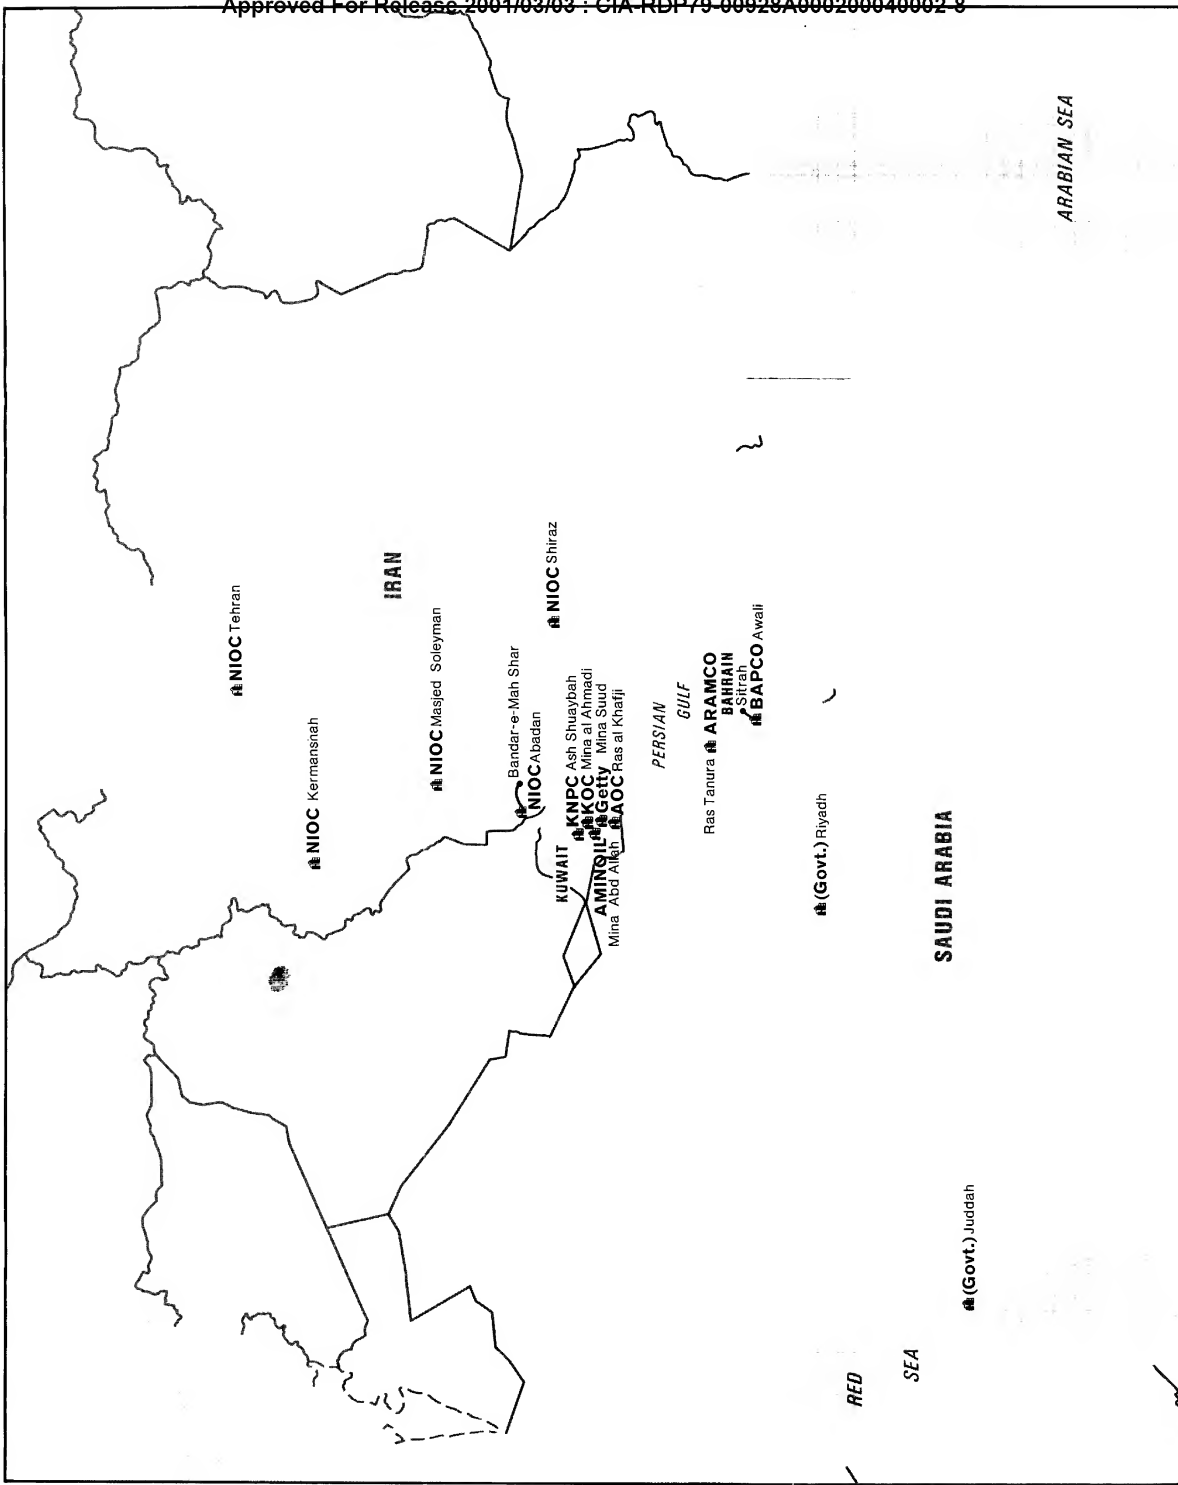 Approved For Release 2001/03/03 : CIA-RDP79-00928A000200040002-8
NIOC Tehran
NIOC Kermansnah
IRAN
NIOC Masjed Soleyman
Bandar-e-Mah Shar
NIOC Abadan
NIOC Shiraz
KUWAIT
KNPC Ash Shuaybah
KOC Mina al Ahmadi
Getty Mina Suud
AMINOIL
Mina Abd Allah
AOC Ras al Khafji
PERSIAN
GULF
Ras Tanura ARAMCO
BAHRAIN
Sitrah
BAPCO Awali
(Govt.) Riyadh
SAUDI ARABIA
(Govt.) Juddah
RED
SEA
ARABIAN SEA